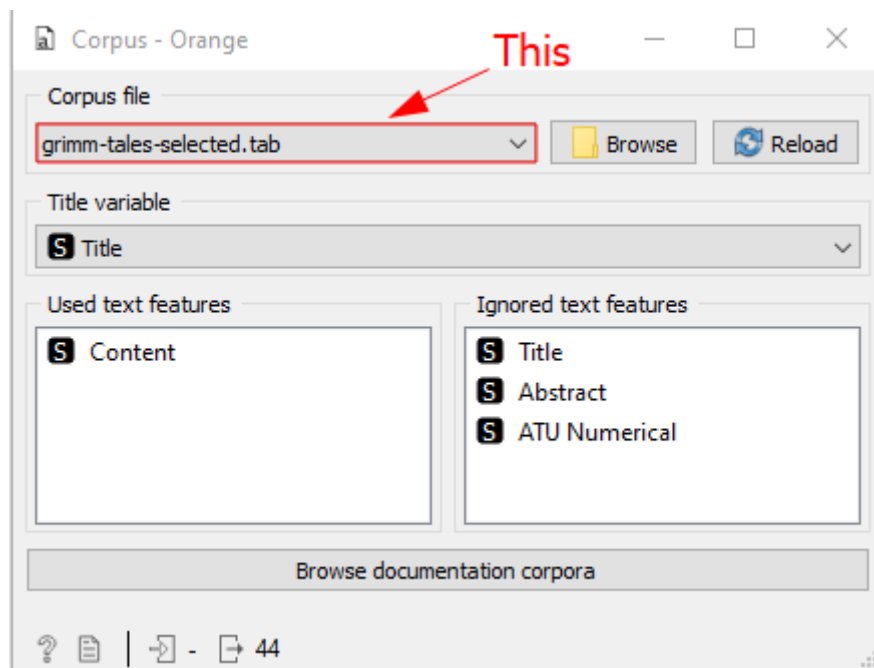 Corpus - Orange
This
Corpus file
grimm-tales-selected.tab
Browse
Reload
Title variable
S Title
Used text features
S Content
Ignored text features
S Title
S Abstract
S ATU Numerical
Browse documentation corpora
? - 44